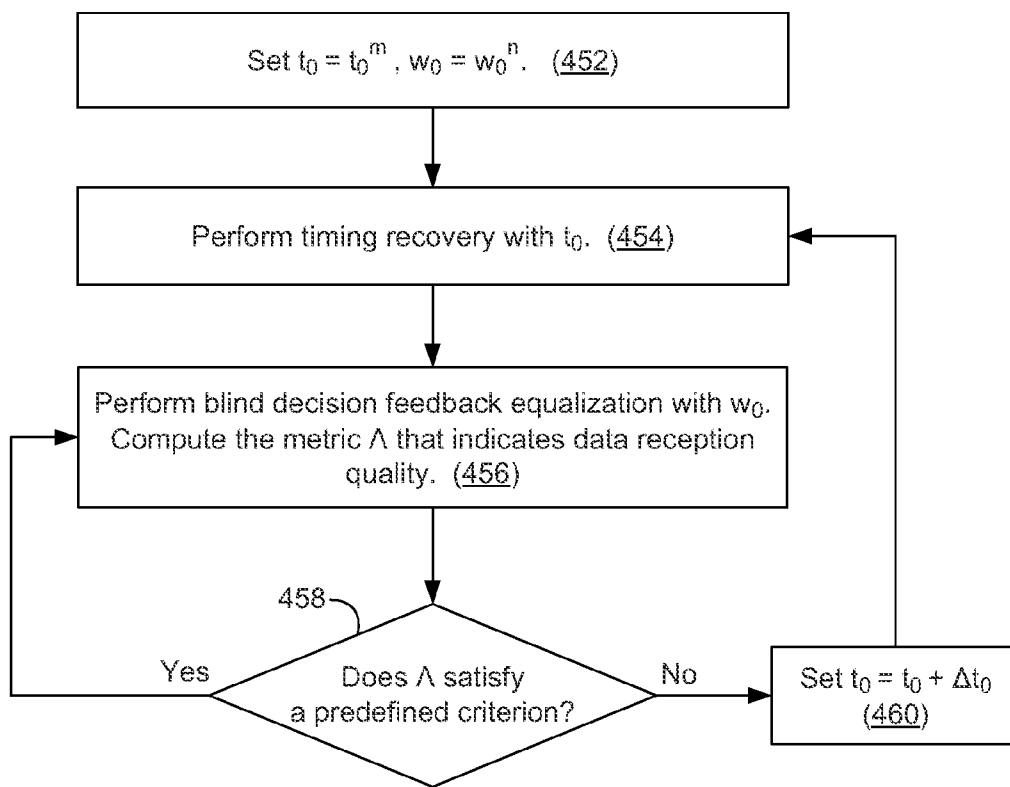 Set t₀ = t₀ᵐ , w₀ = w₀ⁿ. (452)
Perform timing recovery with t₀. (454)
Perform blind decision feedback equalization with w₀.
Compute the metric Λ that indicates data reception
quality. (456)
458
Yes
Does Λ satisfy
a predefined criterion?
No
Set t₀ = t₀ + Δt₀
(460)